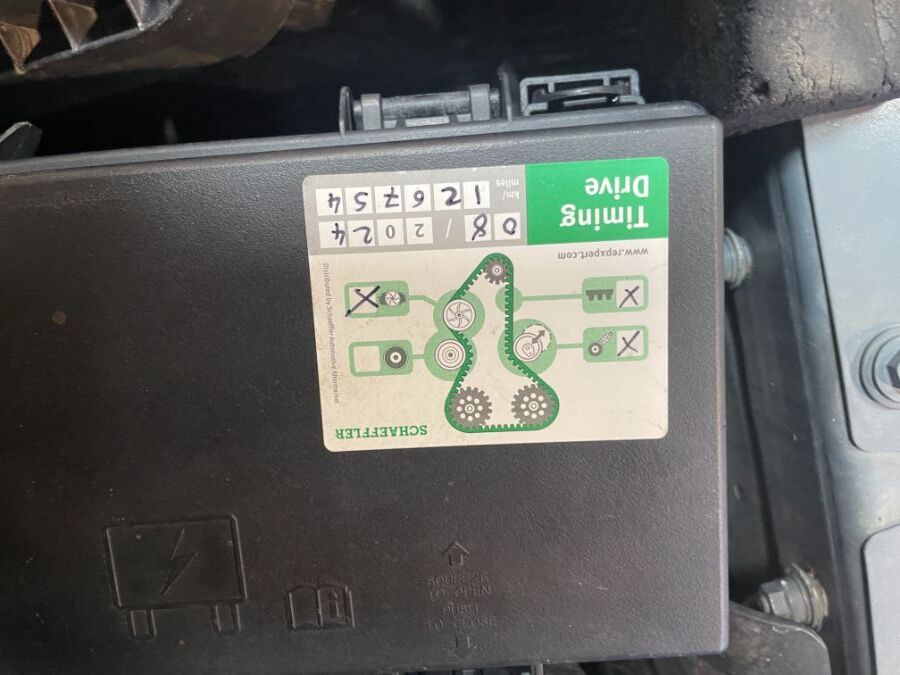 SCHAEFFLER
www.repxpert.com
Distributed by Schaeffler Automotive Aftermarket
Timing
Drive
08/2024
km/
miles
126754
SQUEEZE
TO OPEN
PUSH
TO CLOSE